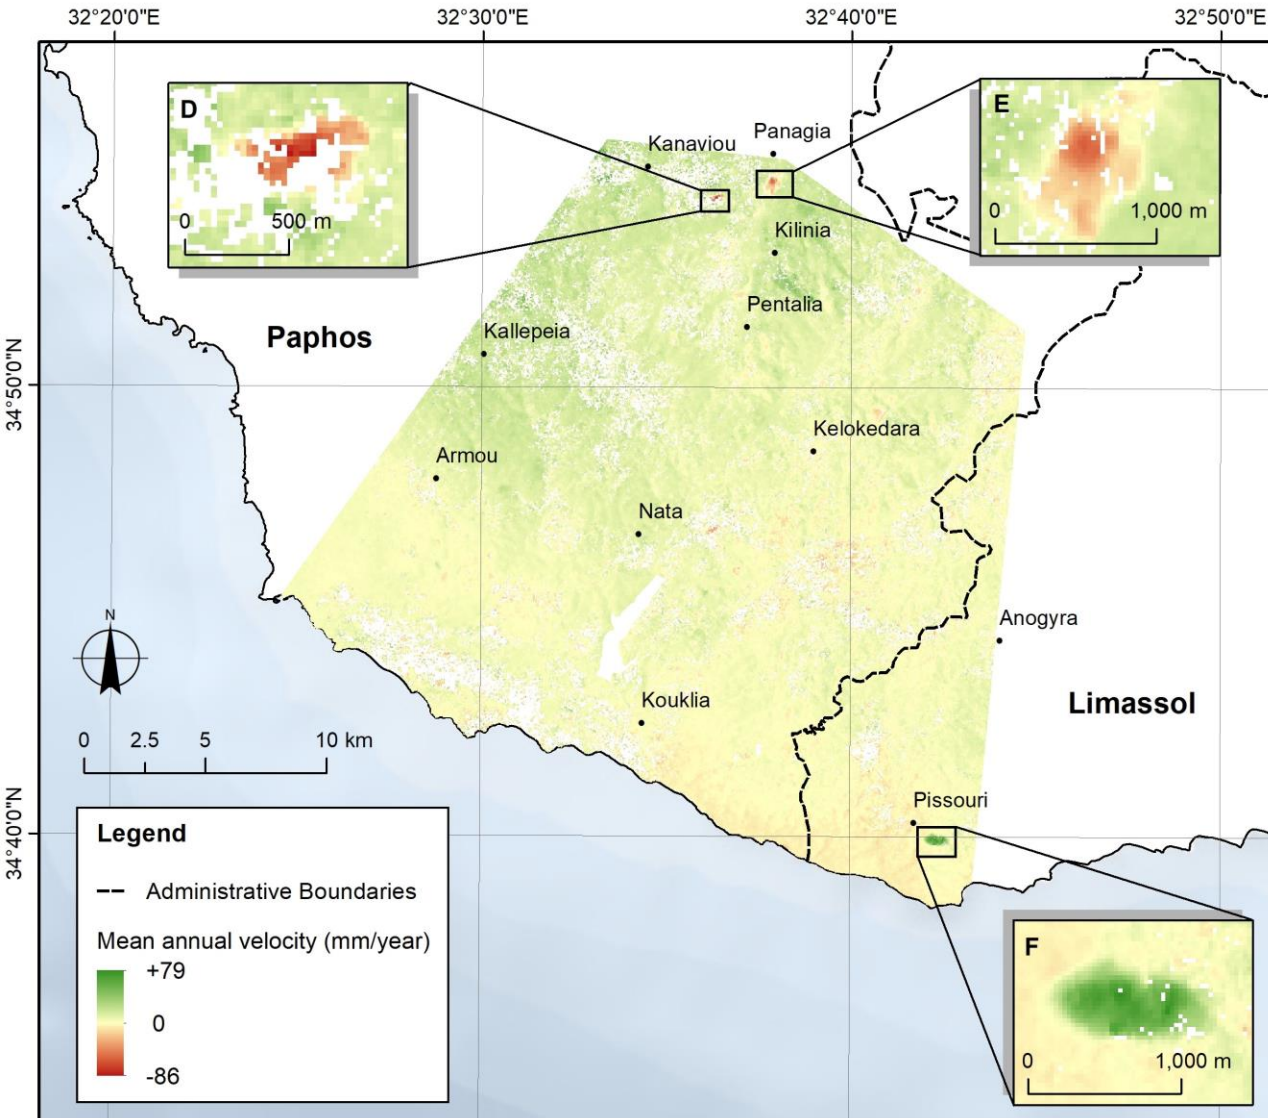 32°20'0"E 32°30'0"E 32°40'0"E 32°50'0"E
D
0 500 m
Kanaviou
Panagia
E
0 1,000 m
Kilinia
Pentalia
Paphos
Kallepeia
34°50'0"N
Kelokedara
Armou
Nata
N
Anogyra
Kouklia
Limassol
0 2.5 5 10 km
Pissouri
34°40'0"N
Legend
Administrative Boundaries
Mean annual velocity (mm/year)
+79
0
-86
F
0 1,000 m